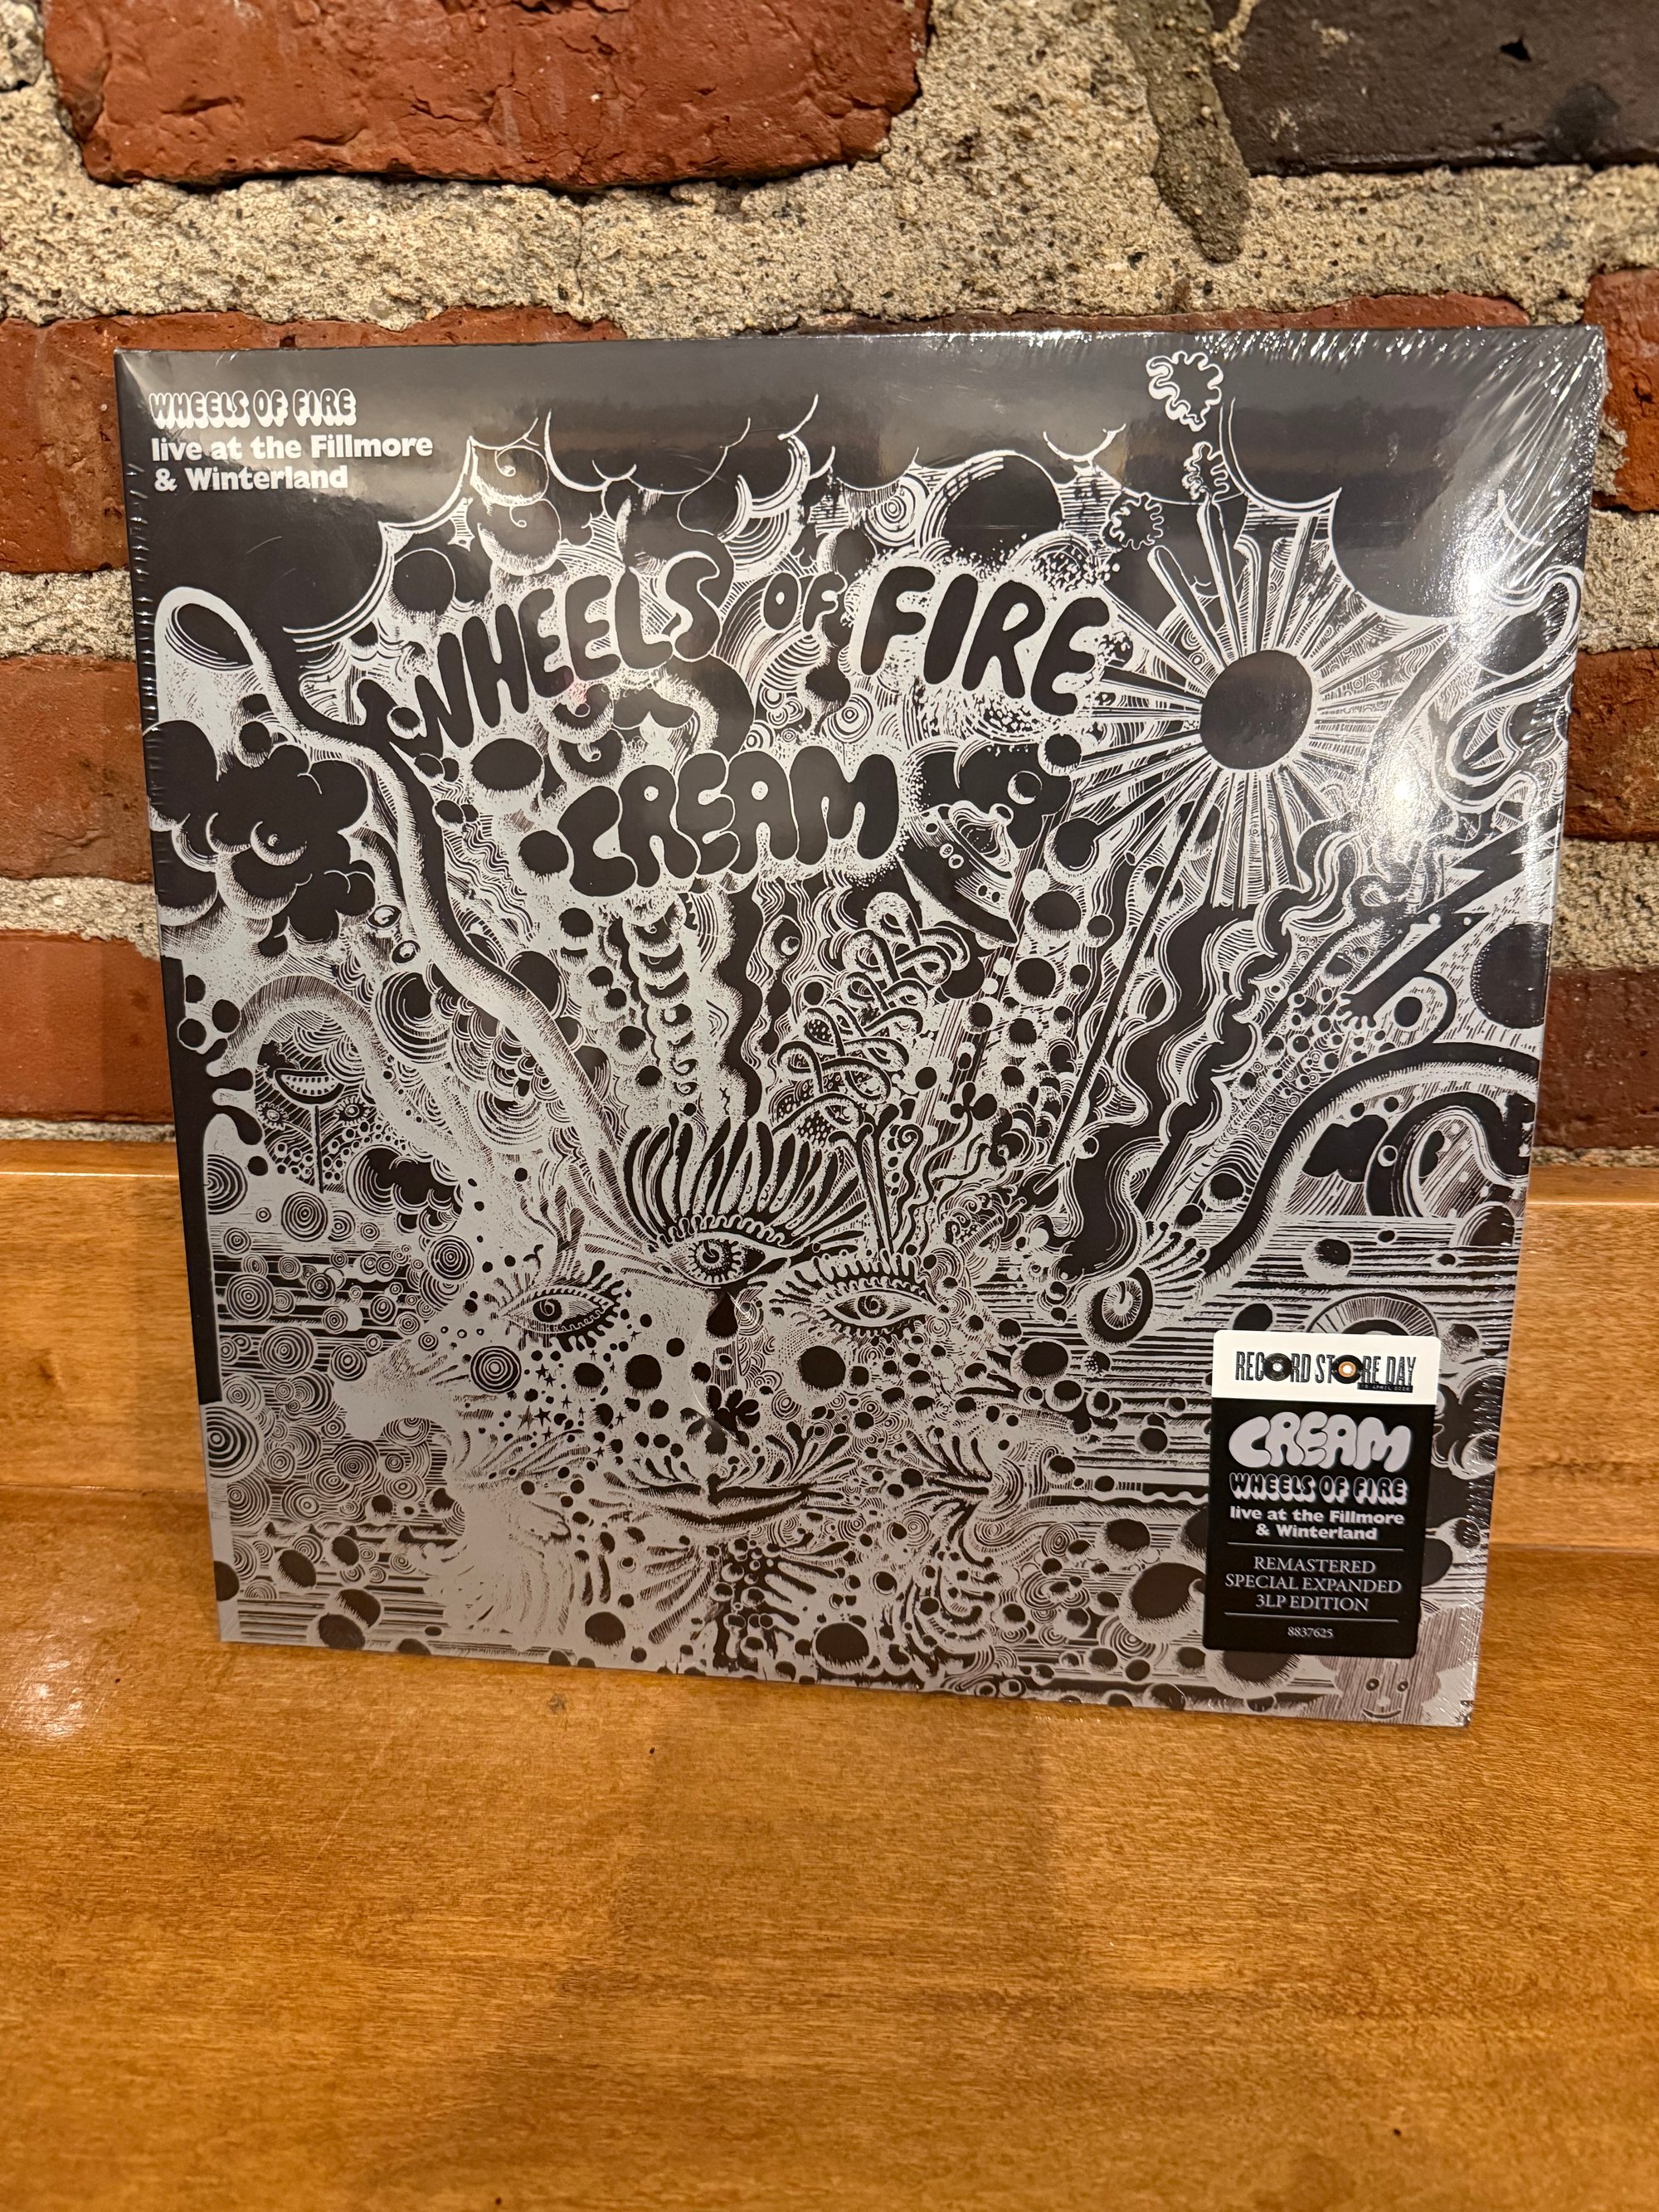 WHEELS OF FIRE
live at the Fillmore
& Winterland
WHEELS OF FIRE
CREAM
RECORD STORE DAY
CREAM
WHEELS OF FIRE
live at the Fillmore
& Winterland
REMASTERED
SPECIAL EXPANDED
3LP EDITION
8837625